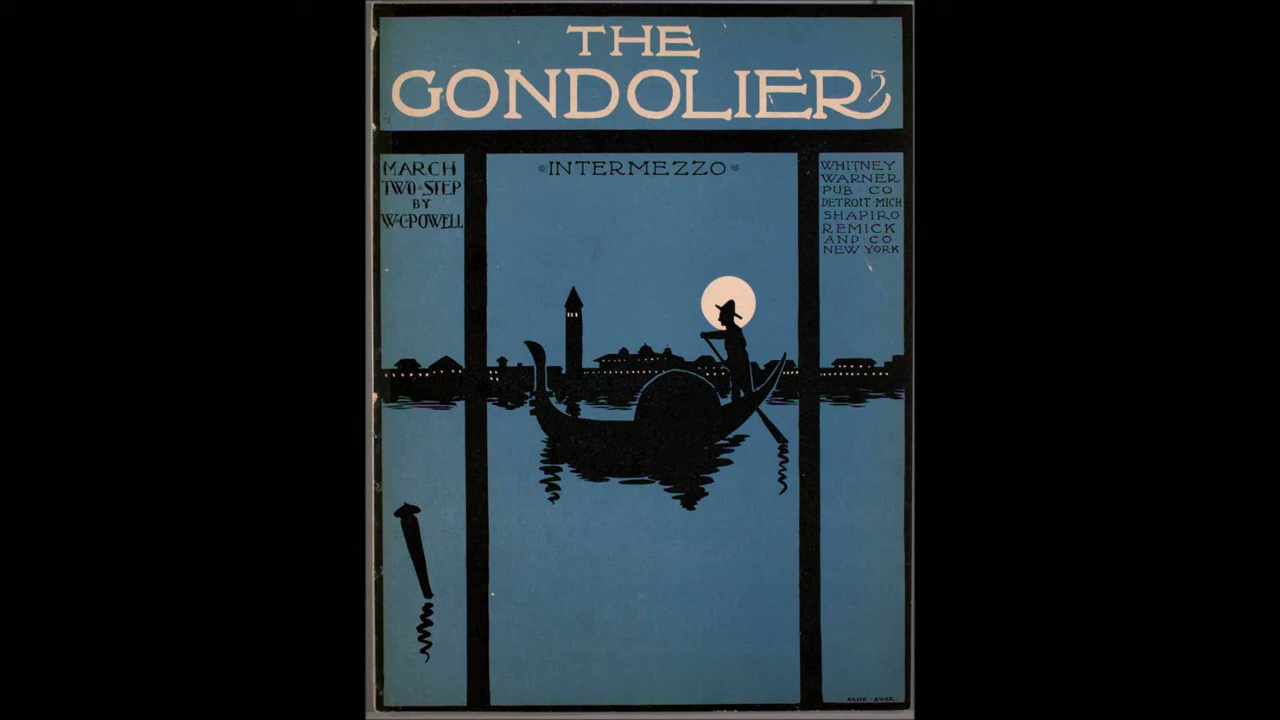 THE
GONDOLIER
5
INTERMEZZO
MARCH
TWO-STEP
BY
W·C·POWELL
WHITNEY
WARNER
PUB CO
DETROIT MICH
SHAPIRO
REMICK
AND·CO
NEW YORK